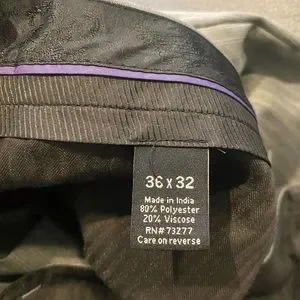 36 x 32
Made in India
80% Polyester
20% Viscose
RN# 73277
Care on reverse